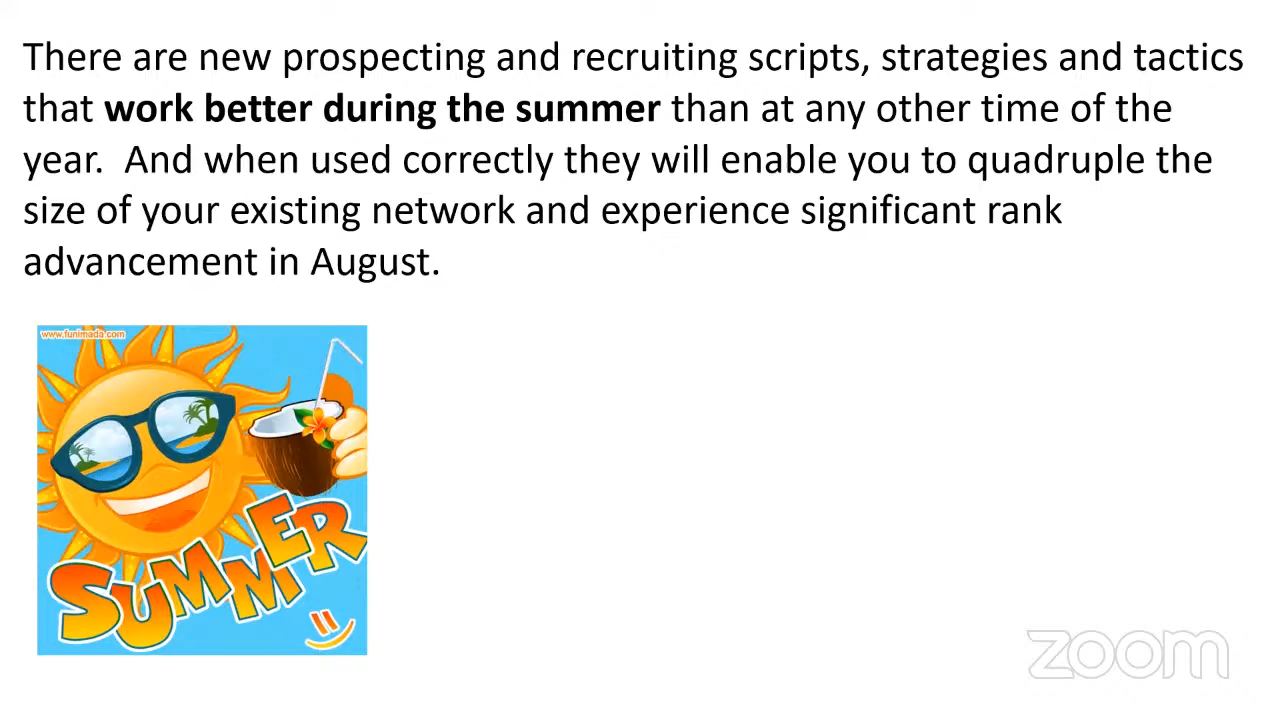 There are new prospecting and recruiting scripts, strategies and tactics
that work better during the summer than at any other time of the
year.  And when used correctly they will enable you to quadruple the
size of your existing network and experience significant rank
advancement in August.
www.funimada.com
SUMMER
zoom